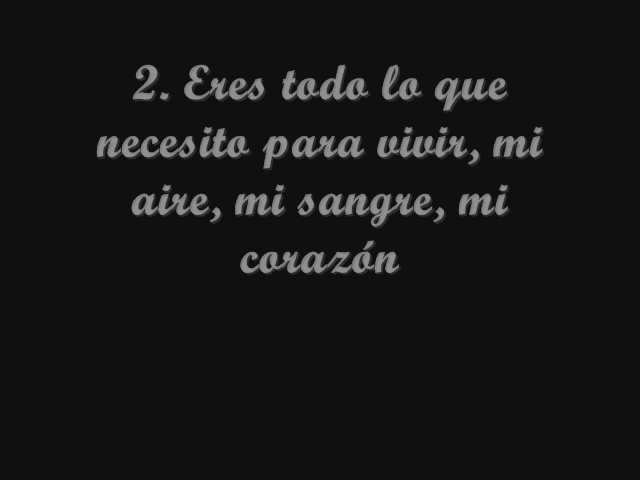 2. Eres todo lo que
necesito para vivir, mi
aire, mi sangre, mi
corazón